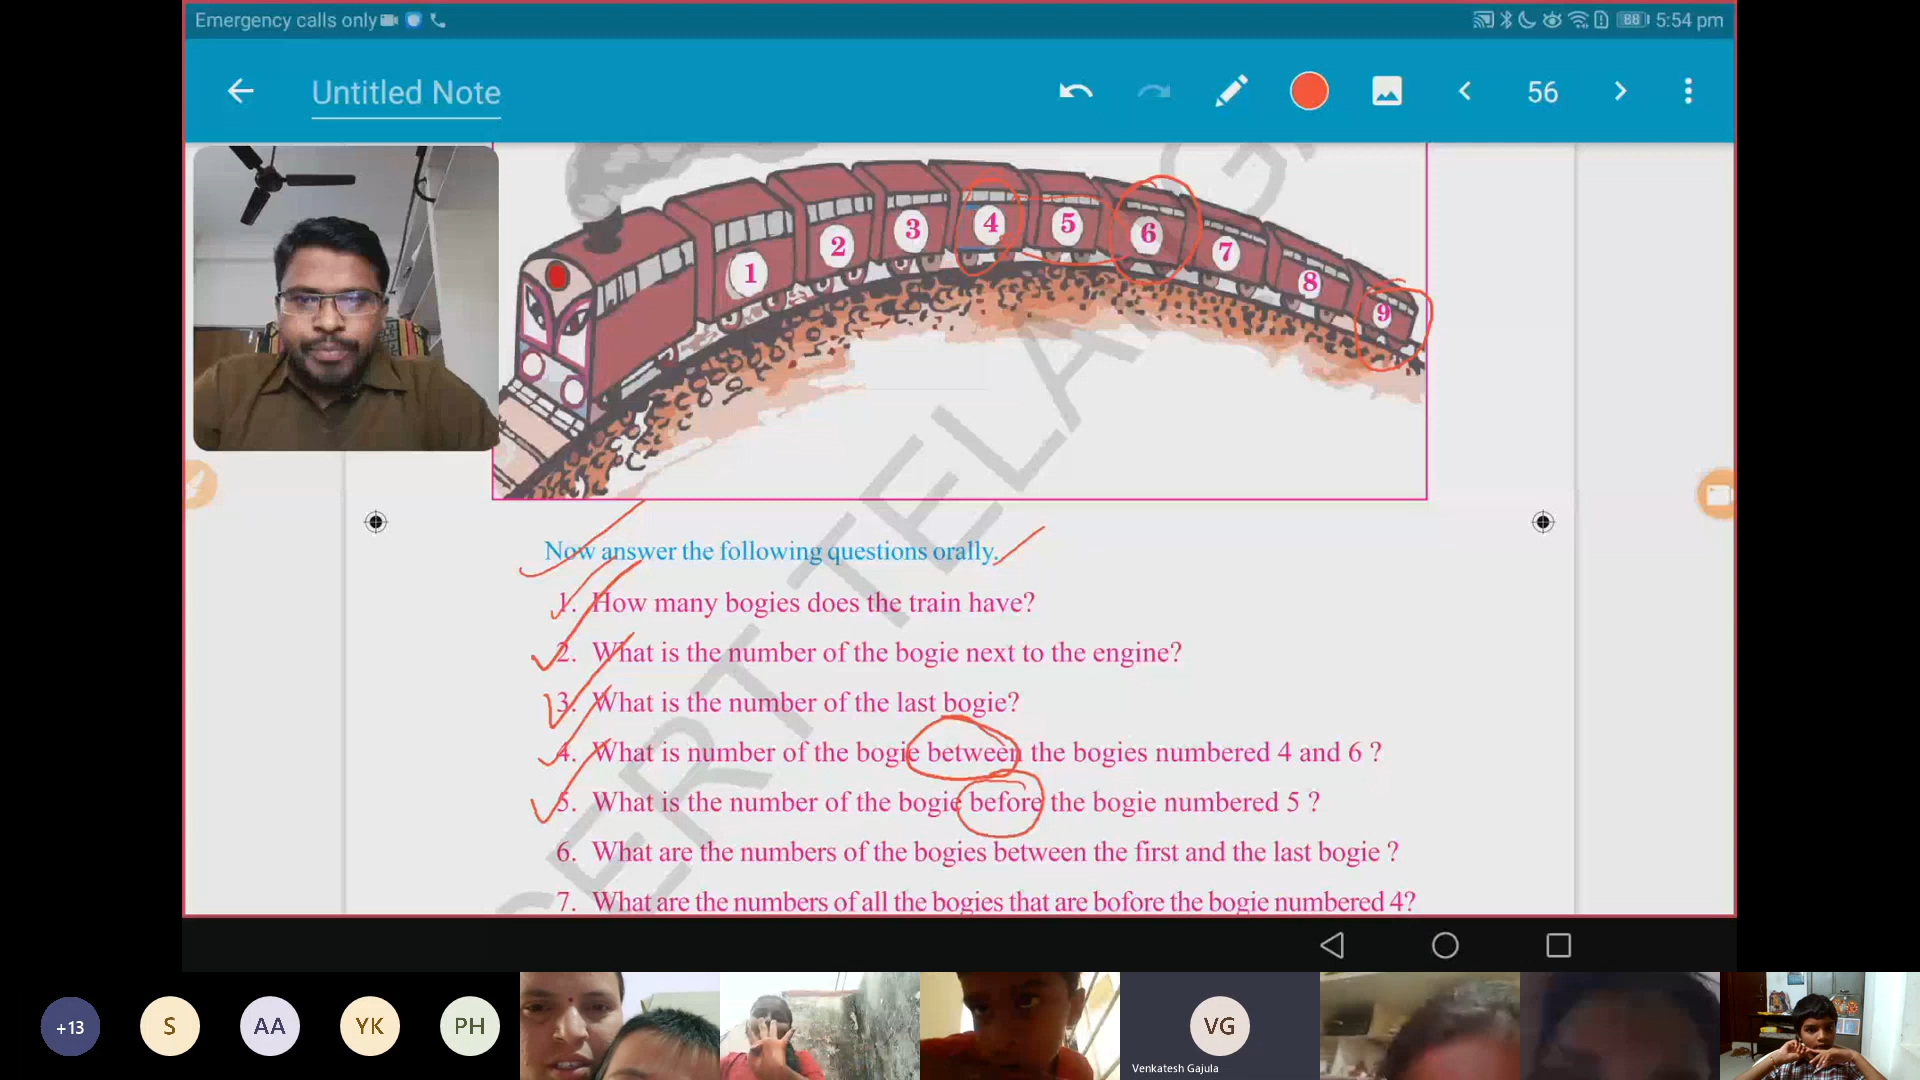 Emergency calls only 88 5:54 pm
Untitled Note 56
1 2 3 4 5 6 7 8 9
Now answer the following questions orally.
1. How many bogies does the train have?
2. What is the number of the bogie next to the engine?
3. What is the number of the last bogie?
4. What is number of the bogie between the bogies numbered 4 and 6 ?
5. What is the number of the bogie before the bogie numbered 5 ?
6. What are the numbers of the bogies between the first and the last bogie ?
7. What are the numbers of all the bogies that are bofore the bogie numbered 4?
+13 S AA YK PH VG
Venkatesh Gajula